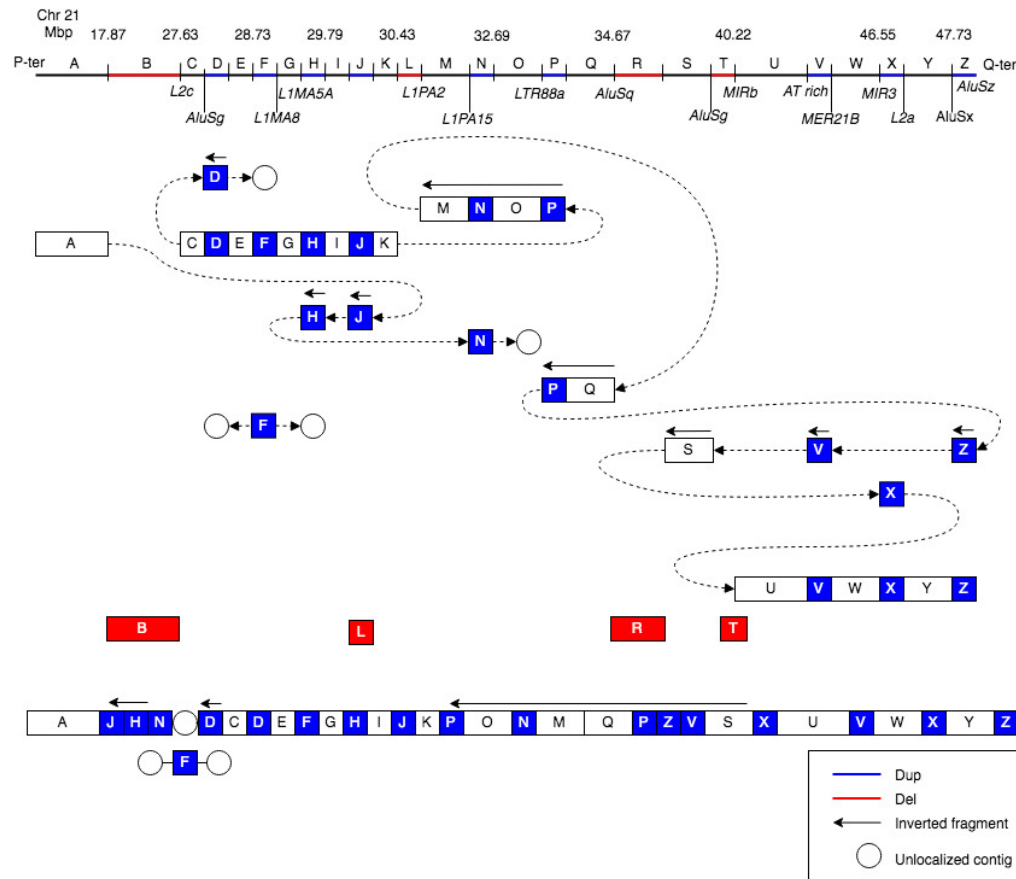 Chr 21
Mbp
17.87 27.63 28.73 29.79 30.43 32.69 34.67 40.22 46.55 47.73
P-ter A B C D E F G H I J K L M N O P Q R S T U V W X Y Z Q-ter
L2c L1MA5A L1PA2 LTR88a AluSq MIRb AT rich MIR3 AluSz
AluSg L1MA8 L1PA15 AluSg MER21B L2a AluSx
D
M N O P
A C D E F G H I J K
H J
N
P Q
F
S V Z
X
U V W X Y Z
B L R T
A J H N D C D E F G H I J K P O N M Q P Z V S X U V W X Y Z
F
Dup
Del
Inverted fragment
Unlocalized contig